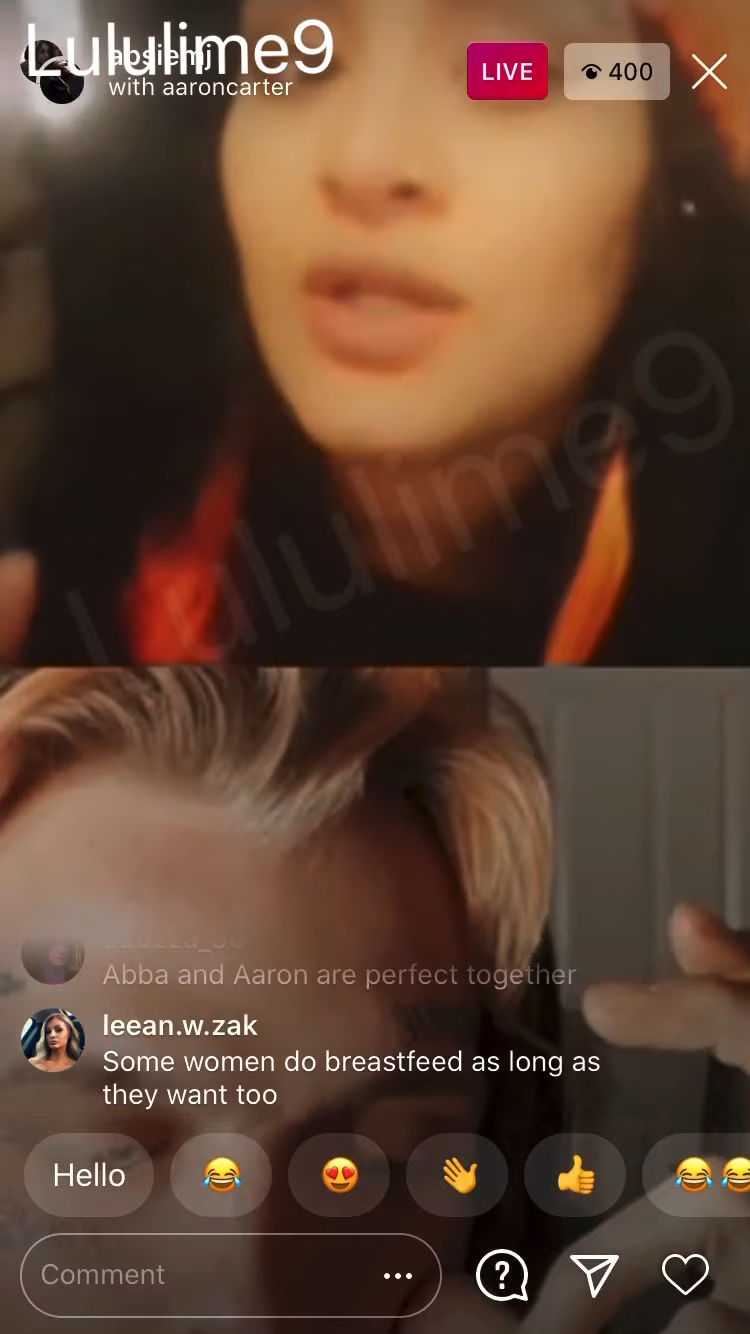 Lululime9
with aaroncarter
LIVE
400
Lululime9
Abba and Aaron are perfect together
leean.w.zak
Some women do breastfeed as long as
they want too
Hello
Comment